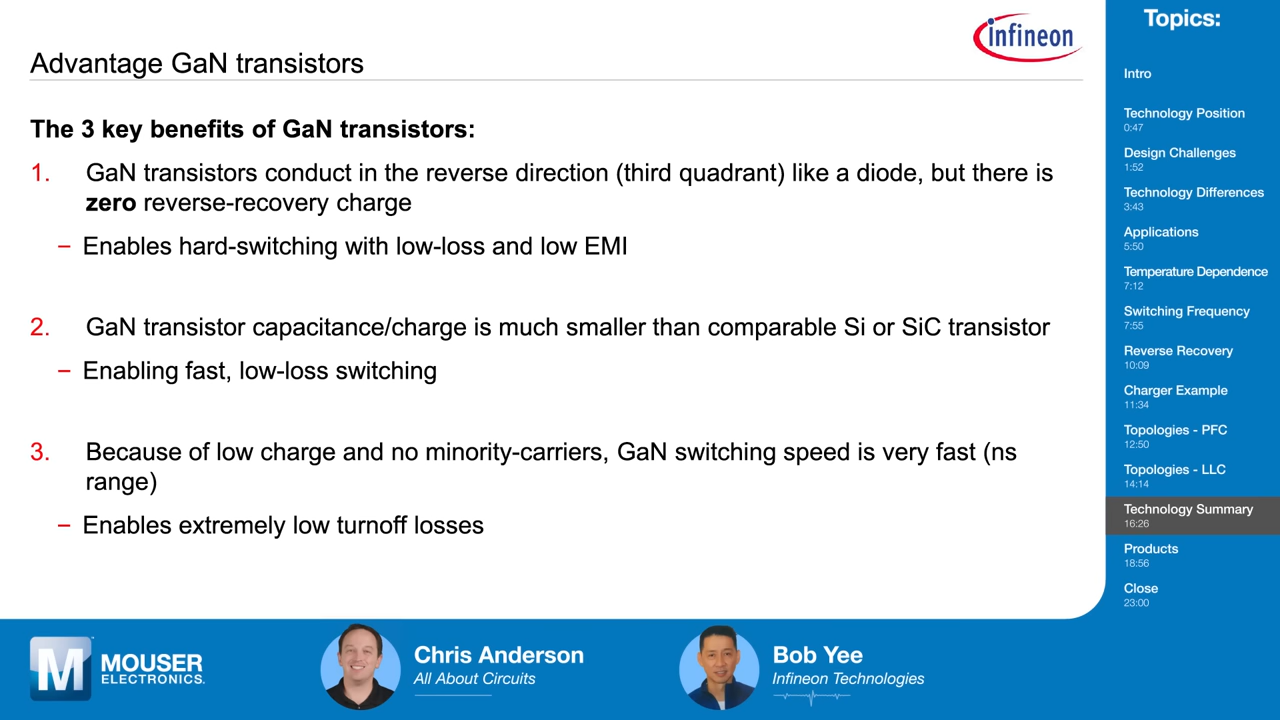 infineon
Advantage GaN transistors
The 3 key benefits of GaN transistors:
1. GaN transistors conduct in the reverse direction (third quadrant) like a diode, but there is
zero reverse-recovery charge
– Enables hard-switching with low-loss and low EMI
2. GaN transistor capacitance/charge is much smaller than comparable Si or SiC transistor
– Enabling fast, low-loss switching
3. Because of low charge and no minority-carriers, GaN switching speed is very fast (ns
range)
– Enables extremely low turnoff losses
Topics:
Intro
Technology Position
0:47
Design Challenges
1:52
Technology Differences
3:43
Applications
5:50
Temperature Dependence
7:12
Switching Frequency
7:55
Reverse Recovery
10:09
Charger Example
11:34
Topologies - PFC
12:50
Topologies - LLC
14:14
Technology Summary
16:26
Products
18:56
Close
23:00
M
MOUSER
ELECTRONICS.
Chris Anderson
All About Circuits
Bob Yee
Infineon Technologies